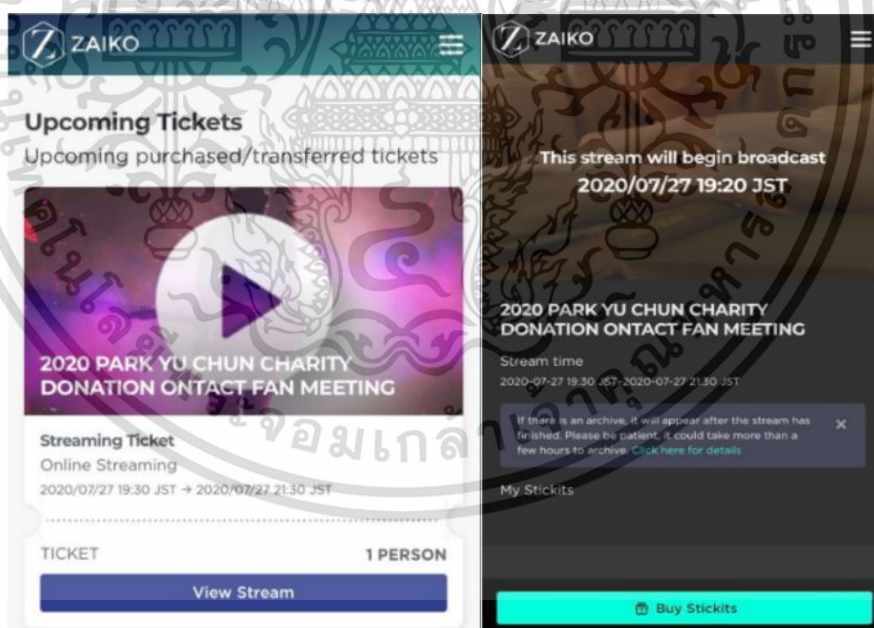 ZAIKO
Upcoming Tickets
Upcoming purchased/transferred tickets
2020 PARK YU CHUN CHARITY
DONATION ONTACT FAN MEETING
Streaming Ticket
Online Streaming
2020/07/27 19:30 JST → 2020/07/27 21:30 JST
TICKET
1 PERSON
View Stream
ZAIKO
This stream will begin broadcast
2020/07/27 19:20 JST
2020 PARK YU CHUN CHARITY
DONATION ONTACT FAN MEETING
Stream time
2020-07-27 19:30 JST-2020-07-27 21:30 JST
If there is an archive, it will appear after the stream has
finished. Please be patient, it could take more than a
few hours to archive. Click here for details
My Stickits
Buy Stickits